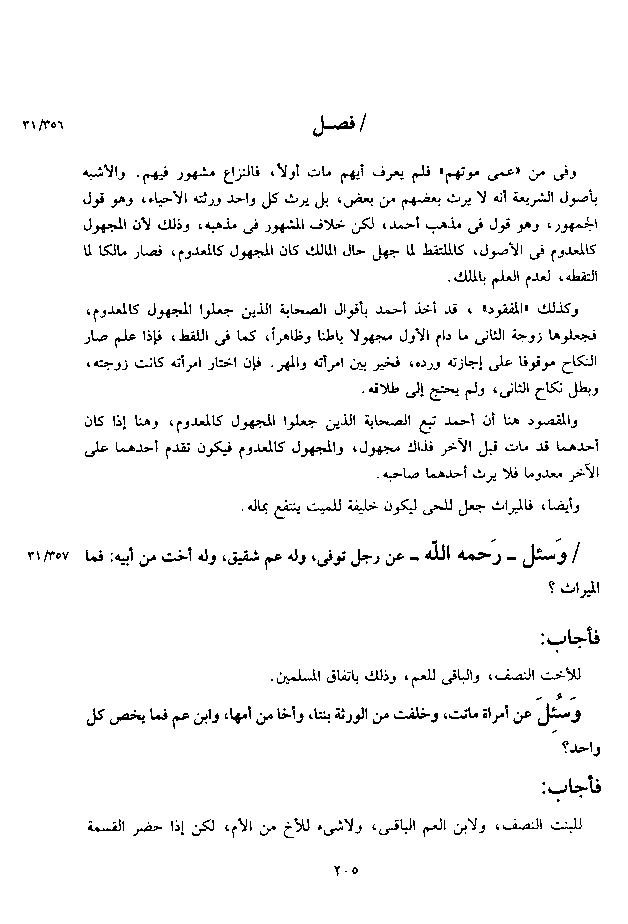 / فصـل ٣١/٣٥٦
وفى من «عمى موتهم» فلم يعرف أيهم مات أولاً، فالنزاع مشهور فيهم. والأشبه
بأصول الشريعة أنه لا يرث بعضهم من بعض، بل يرث كل واحد ورثته الأحياء، وهو قول
الجمهور، وهو قول فى مذهب أحمد، لكن خلاف المشهور فى مذهبه، وذلك لأن المجهول
كالمعدوم فى الأصول، كالملتقط لما جهل حال المالك كان المجهول كالمعدوم، فصار مالكا لما
التقطه، لعدم العلم بالملك.
وكذلك «المفقود» ، قد أخذ أحمد بأقوال الصحابة الذين جعلوا المجهول كالمعدوم،
فجعلوها زوجة الثانى ما دام الأول مجهولا باطنا وظاهراً، كما فى اللقط، فإذا علم صار
النكاح موقوفا على إجازته ورده، فخير بين امرأته والمهر. فإن اختار امرأته كانت زوجته،
وبطل نكاح الثانى، ولم يحتج إلى طلاقه.
والمقصود هنا أن أحمد تبع الصحابة الذين جعلوا المجهول كالمعدوم، وهنا إذا كان
أحدهما قد مات قبل الآخر فذاك مجهول، والمجهول كالمعدوم فيكون تقدم أحدهما على
الآخر معدوما فلا يرث أحدهما صاحبه.
وأيضا، فالميراث جعل للحى ليكون خليفة للميت ينتفع بماله.
/ وَسئل ــ رَحمه اللّه ــ عن رجل توفى، وله عم شقيق، وله أخت من أبيه: فما ٣١/٣٥٧
الميراث ؟
فأجاب:
للأخت النصف، والباقى للعم، وذلك باتفاق المسلمين.
وَسُئِلَ عن امرأة ماتت، وخلفت من الورثة بنتا، وأخا من أمها، وابن عم فما يخص كل
واحد؟
فأجاب:
للبنت النصف، ولابن العم الباقى، ولاشىء للأخ من الأم، لكن إذا حضر القسمة
٢٠٥